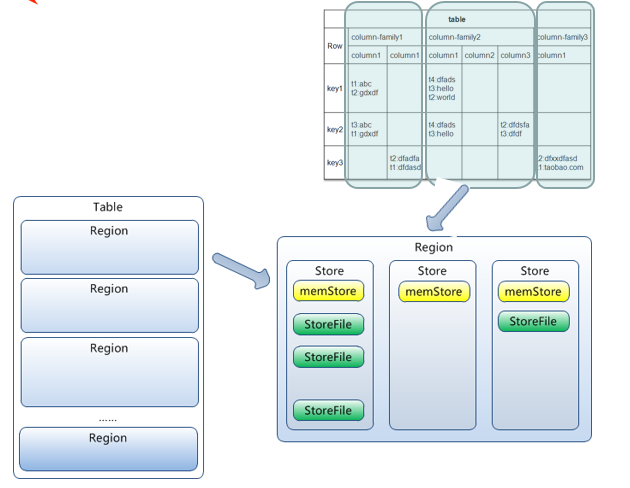 table
Row column-family1 column-family2 column-family3
column1 column1 column1 column2 column3 column1
key1 t1:abc t4:dfads
t2:gdxdf t3:hello
t2:world
key2 t3:abc t4:dfads t2:dfdsfa
t1:gdxdf t3:hello t3:dfdf
key3 t2:dfadfa 2:dfxxdfasd
t1:dfdasd 1:taobao.com
Table
Region
Region
Region
......
Region
Region
Store Store Store
memStore memStore memStore
StoreFile StoreFile
StoreFile
StoreFile